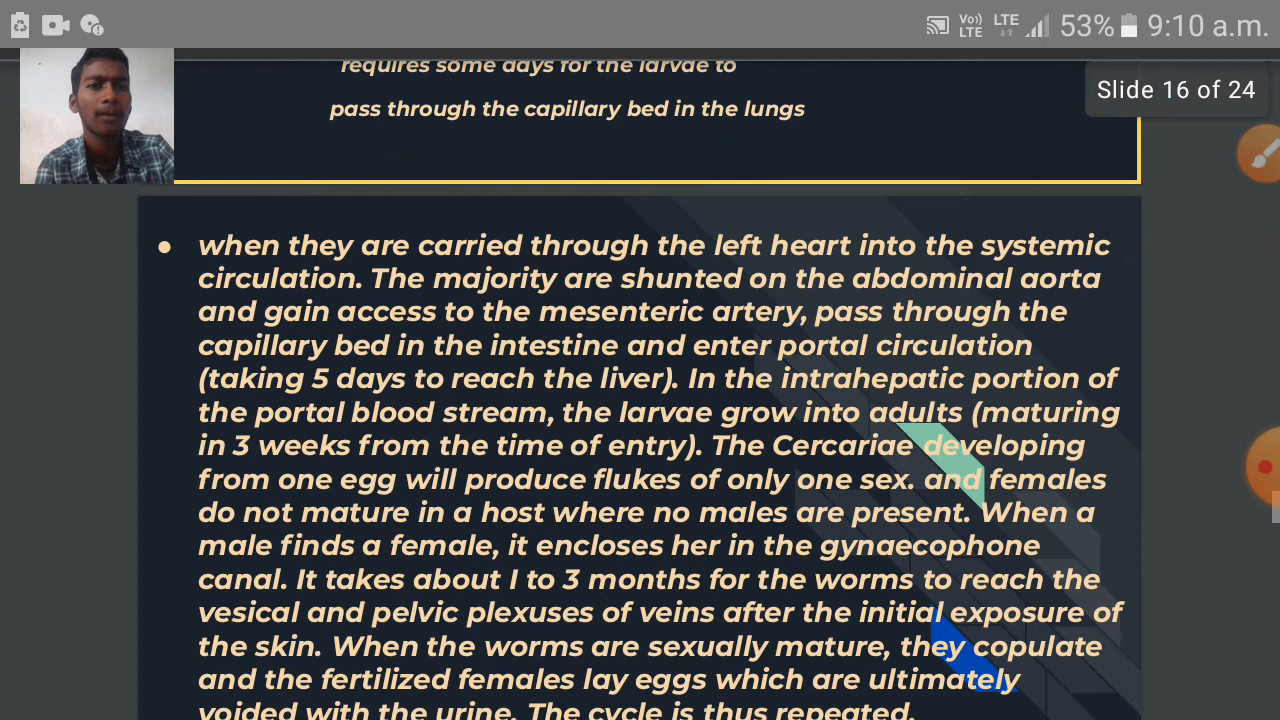 Vo)) LTE LTE 53% 9:10 a.m.
requires some days for the larvae to
Slide 16 of 24
pass through the capillary bed in the lungs
● when they are carried through the left heart into the systemic
circulation. The majority are shunted on the abdominal aorta
and gain access to the mesenteric artery, pass through the
capillary bed in the intestine and enter portal circulation
(taking 5 days to reach the liver). In the intrahepatic portion of
the portal blood stream, the larvae grow into adults (maturing
in 3 weeks from the time of entry). The Cercariae developing
from one egg will produce flukes of only one sex. and females
do not mature in a host where no males are present. When a
male finds a female, it encloses her in the gynaecophone
canal. It takes about I to 3 months for the worms to reach the
vesical and pelvic plexuses of veins after the initial exposure of
the skin. When the worms are sexually mature, they copulate
and the fertilized females lay eggs which are ultimately
voided with the urine. The cycle is thus repeated.